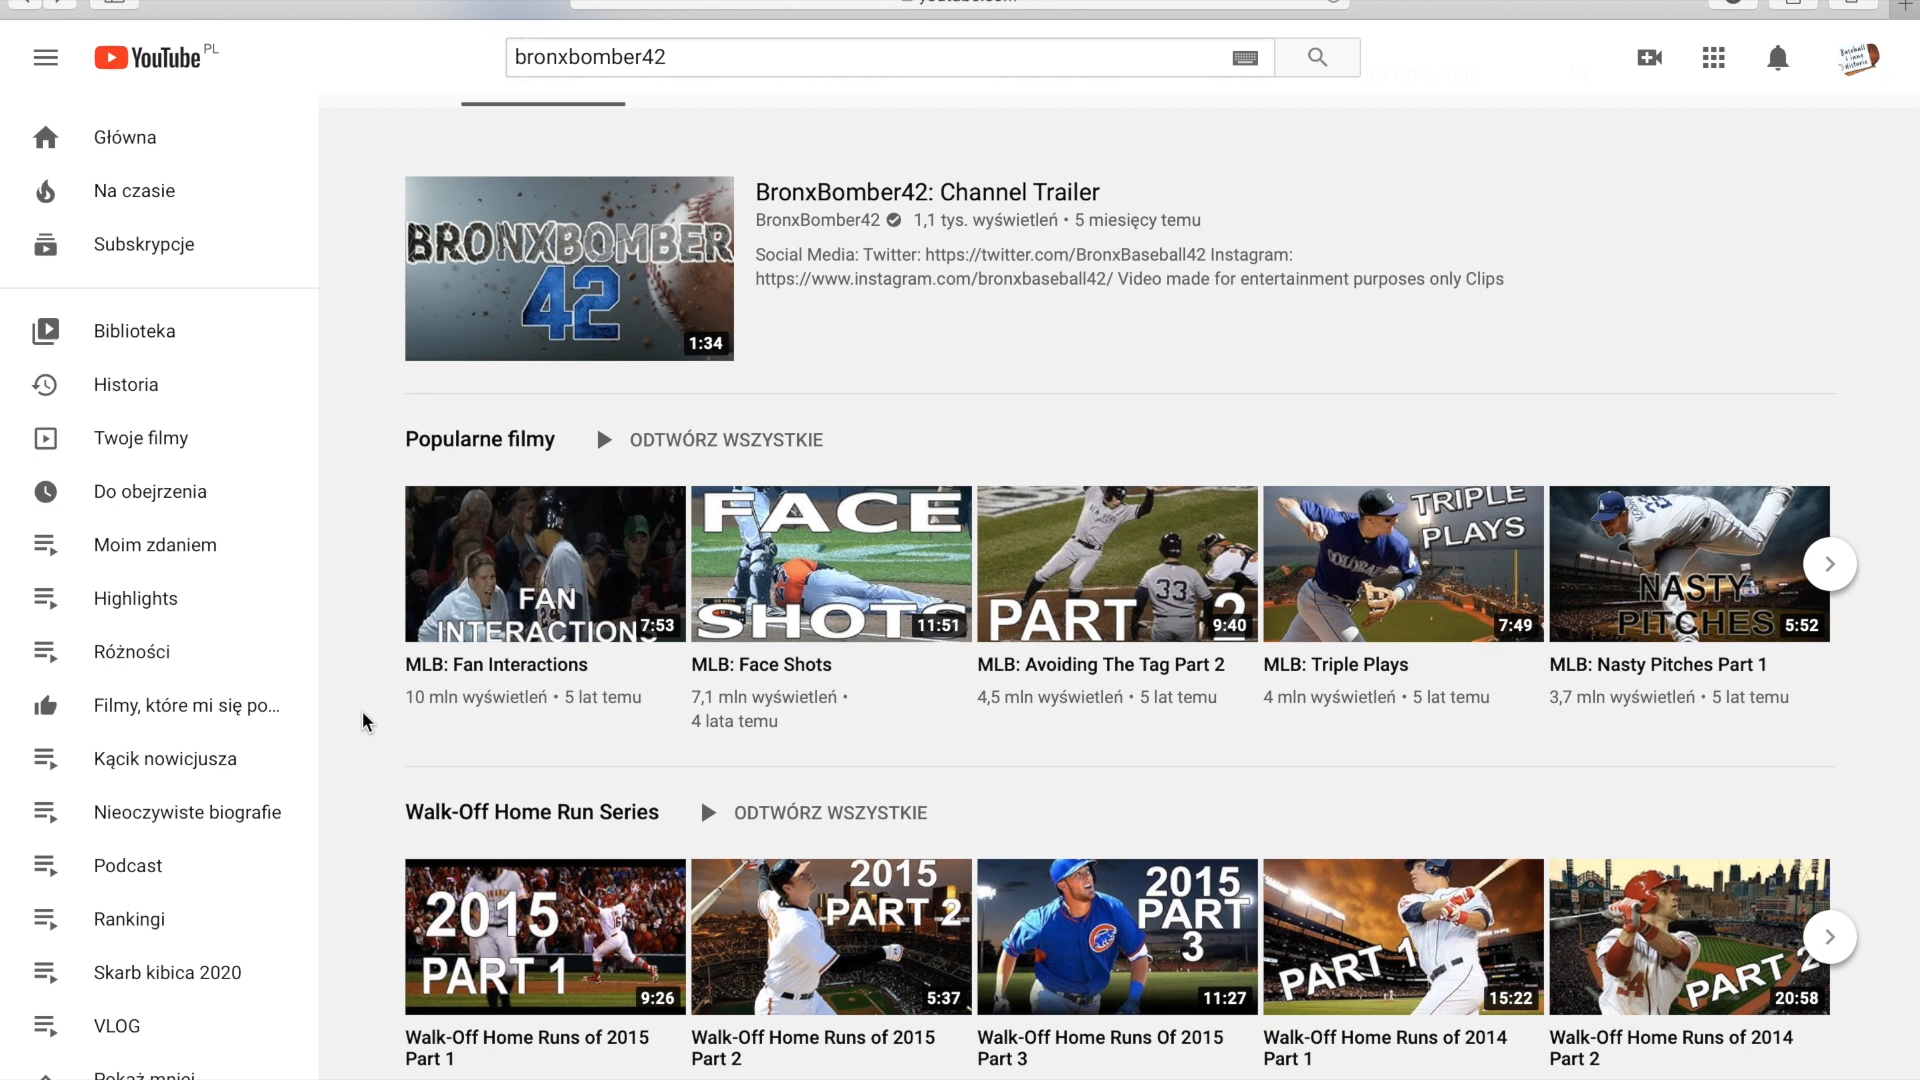 YouTube PL
bronxbomber42
Główna
Na czasie
Subskrypcje
Biblioteka
Historia
Twoje filmy
Do obejrzenia
Moim zdaniem
Highlights
Różności
Filmy, które mi się po...
Kącik nowicjusza
Nieoczywiste biografie
Podcast
Rankingi
Skarb kibica 2020
VLOG
Pokaż mniej
BRONXBOMBER
42
1:34
BronxBomber42: Channel Trailer
BronxBomber42 1,1 tys. wyświetleń • 5 miesięcy temu
Social Media: Twitter: https://twitter.com/BronxBaseball42 Instagram:
https://www.instagram.com/bronxbaseball42/ Video made for entertainment purposes only Clips
Popularne filmy ODTWÓRZ WSZYSTKIE
FAN
INTERACTIONS
7:53
MLB: Fan Interactions
10 mln wyświetleń • 5 lat temu
FACE
SHOTS
11:51
MLB: Face Shots
7,1 mln wyświetleń •
4 lata temu
33
PART 2
9:40
MLB: Avoiding The Tag Part 2
4,5 mln wyświetleń • 5 lat temu
TRIPLE
PLAYS
COLORADO
7:49
MLB: Triple Plays
4 mln wyświetleń • 5 lat temu
NASTY
PITCHES
5:52
MLB: Nasty Pitches Part 1
3,7 mln wyświetleń • 5 lat temu
Walk-Off Home Run Series ODTWÓRZ WSZYSTKIE
2015
PART 1
9:26
Walk-Off Home Runs of 2015
Part 1
2015
PART 2
5:37
Walk-Off Home Runs of 2015
Part 2
2015
PART
3
11:27
Walk-Off Home Runs Of 2015
Part 3
PART 1
15:22
Walk-Off Home Runs of 2014
Part 1
34
PART 2
20:58
Walk-Off Home Runs of 2014
Part 2